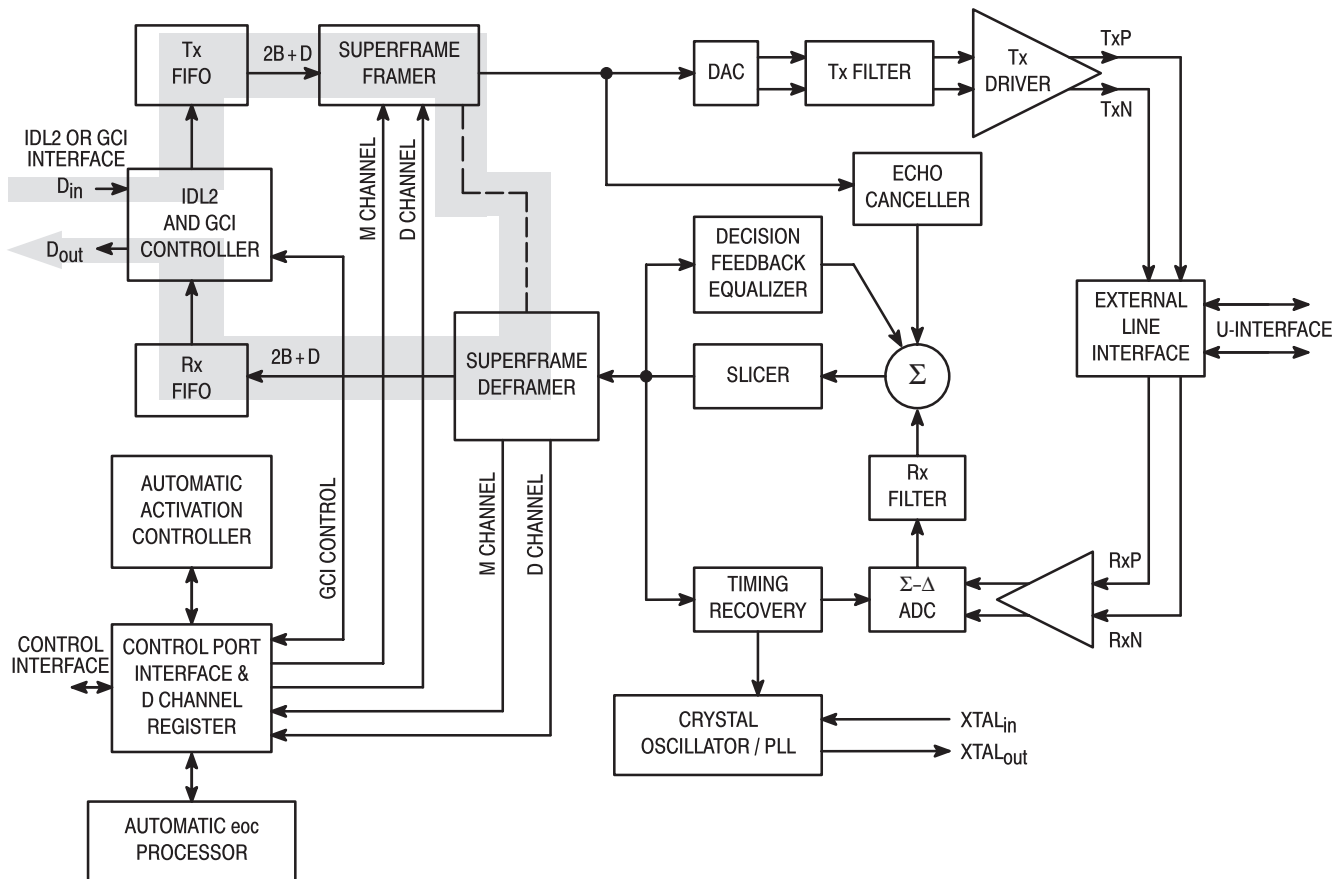 Tx
FIFO
2B+D
SUPERFRAME
FRAMER
DAC
Tx FILTER
Tx
DRIVER
TxP
TxN
IDL2 OR GCI
INTERFACE
Din
Dout
IDL2
AND GCI
CONTROLLER
M CHANNEL
D CHANNEL
ECHO
CANCELLER
DECISION
FEEDBACK
EQUALIZER
EXTERNAL
LINE
INTERFACE
U-INTERFACE
Rx
FIFO
2B+D
SUPERFRAME
DEFRAMER
SLICER
Σ
Rx
FILTER
AUTOMATIC
ACTIVATION
CONTROLLER
GCI CONTROL
M CHANNEL
D CHANNEL
TIMING
RECOVERY
Σ–Δ
ADC
RxP
RxN
CONTROL
INTERFACE
CONTROL PORT
INTERFACE &
D CHANNEL
REGISTER
CRYSTAL
OSCILLATOR / PLL
XTALin
XTALout
AUTOMATIC eoc
PROCESSOR